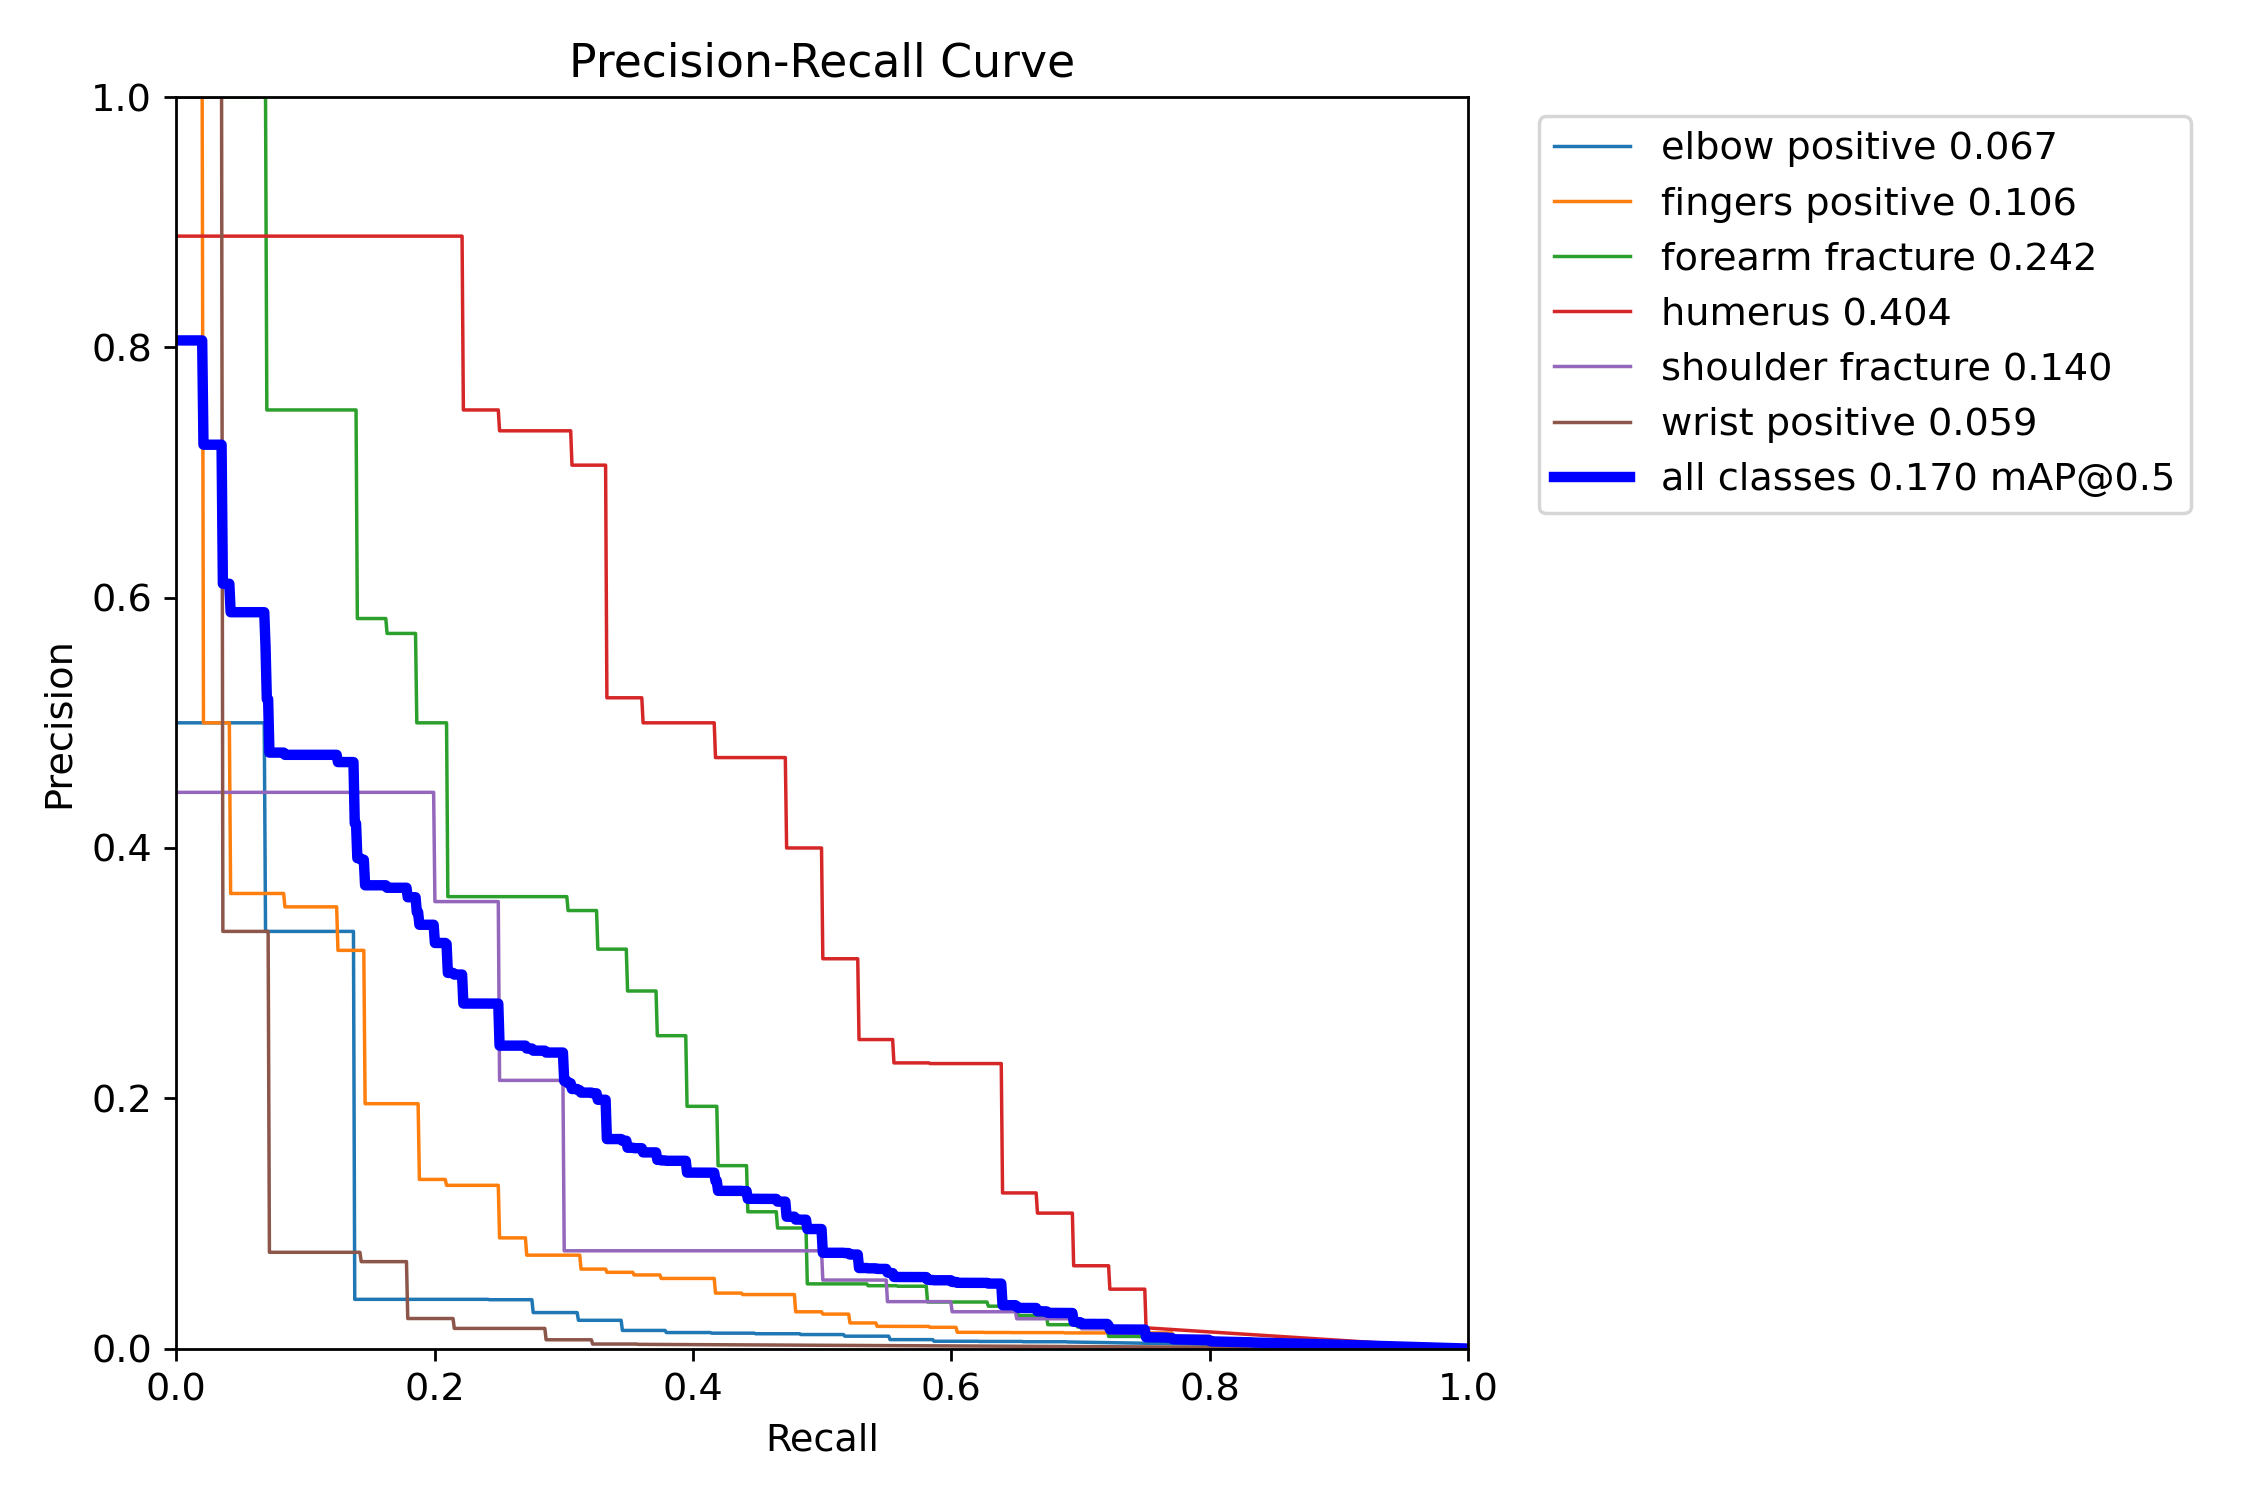 Precision-Recall Curve
1.0
0.8
0.6
0.4
0.2
0.0
Precision
0.0 0.2 0.4 0.6 0.8 1.0
Recall
elbow positive 0.067
fingers positive 0.106
forearm fracture 0.242
humerus 0.404
shoulder fracture 0.140
wrist positive 0.059
all classes 0.170 mAP@0.5